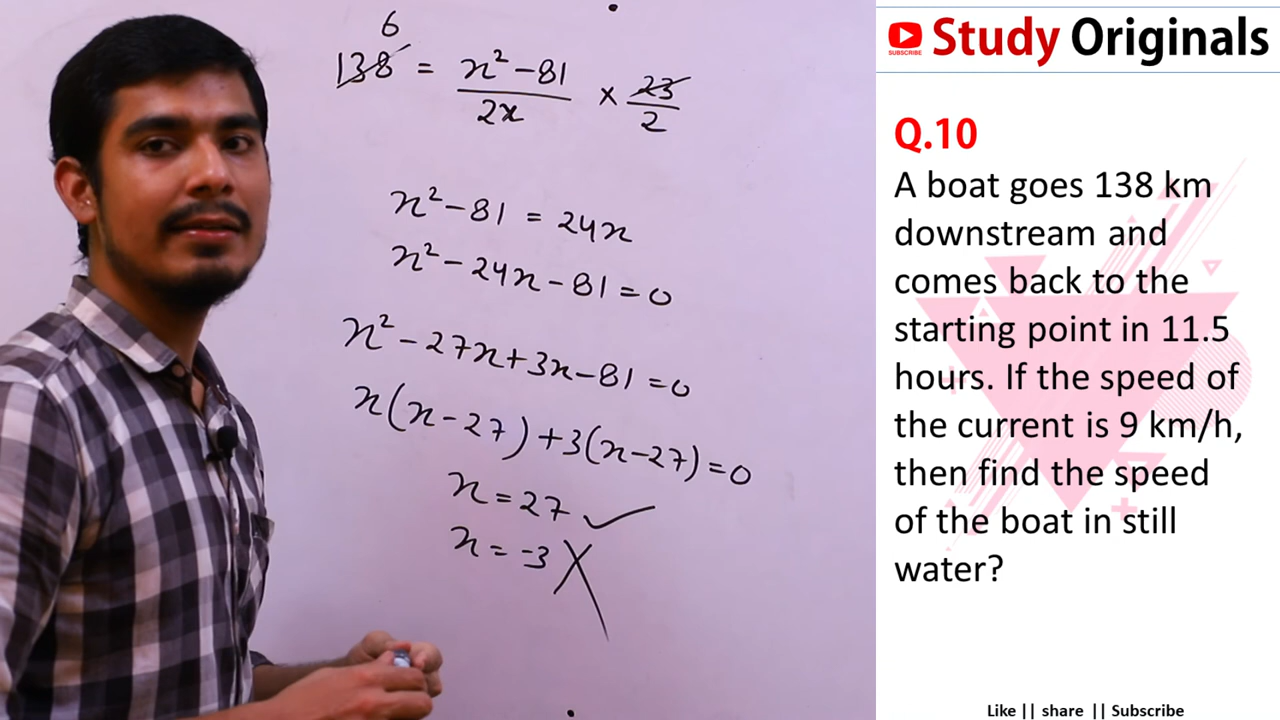 6
138 = x² - 81 / 2x × 23 / 2
x² - 81 = 24x
x² - 24x - 81 = 0
x² - 27x + 3x - 81 = 0
x(x - 27) + 3(x - 27) = 0
x = 27 ✓
x = -3 X
SUBSCRIBE
Study Originals
Q.10
A boat goes 138 km
downstream and
comes back to the
starting point in 11.5
hours. If the speed of
the current is 9 km/h,
then find the speed
of the boat in still
water?
Like || share || Subscribe